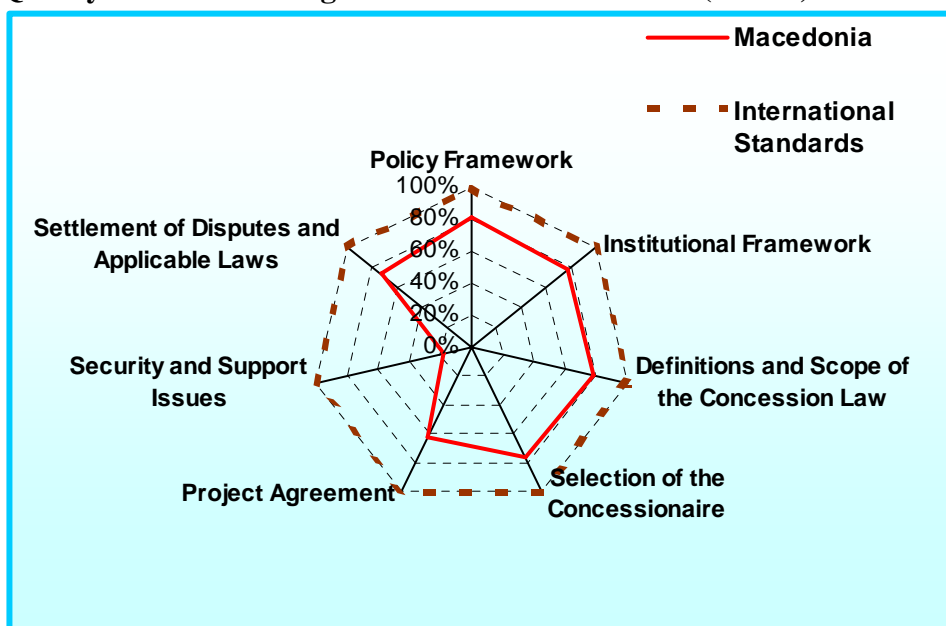 Macedonia
International
Standards
Policy Framework
100%
80%
60%
40%
20%
0%
Settlement of Disputes and
Applicable Laws
Institutional Framework
Security and Support
Issues
Definitions and Scope of
the Concession Law
Project Agreement
Selection of the
Concessionaire